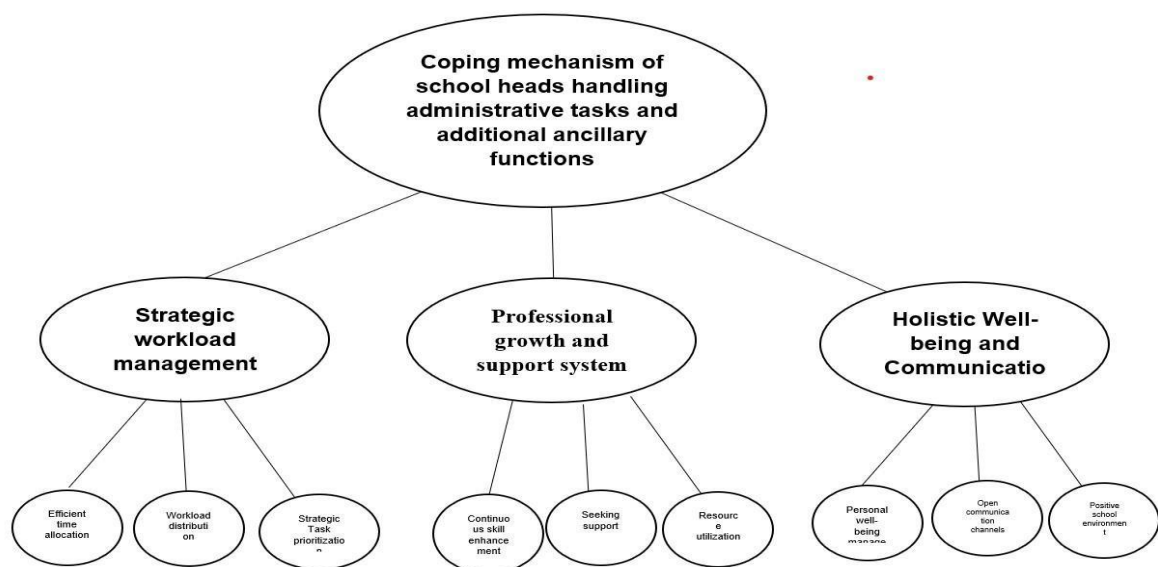 Coping mechanism of
school heads handling
administrative tasks and
additional ancillary
functions
Strategic
workload
management
Professional
growth and
support system
Holistic Well-
being and
Communicatio
Efficient
time
allocation
Workload
distributi
on
Strategic
Task
prioritizatio
Continuo
us skill
enhance
ment
Seeking
support
Resourc
e
utilization
Personal
well-
being
manage
Open
communica
tion
channels
Positive
school
environmen
t